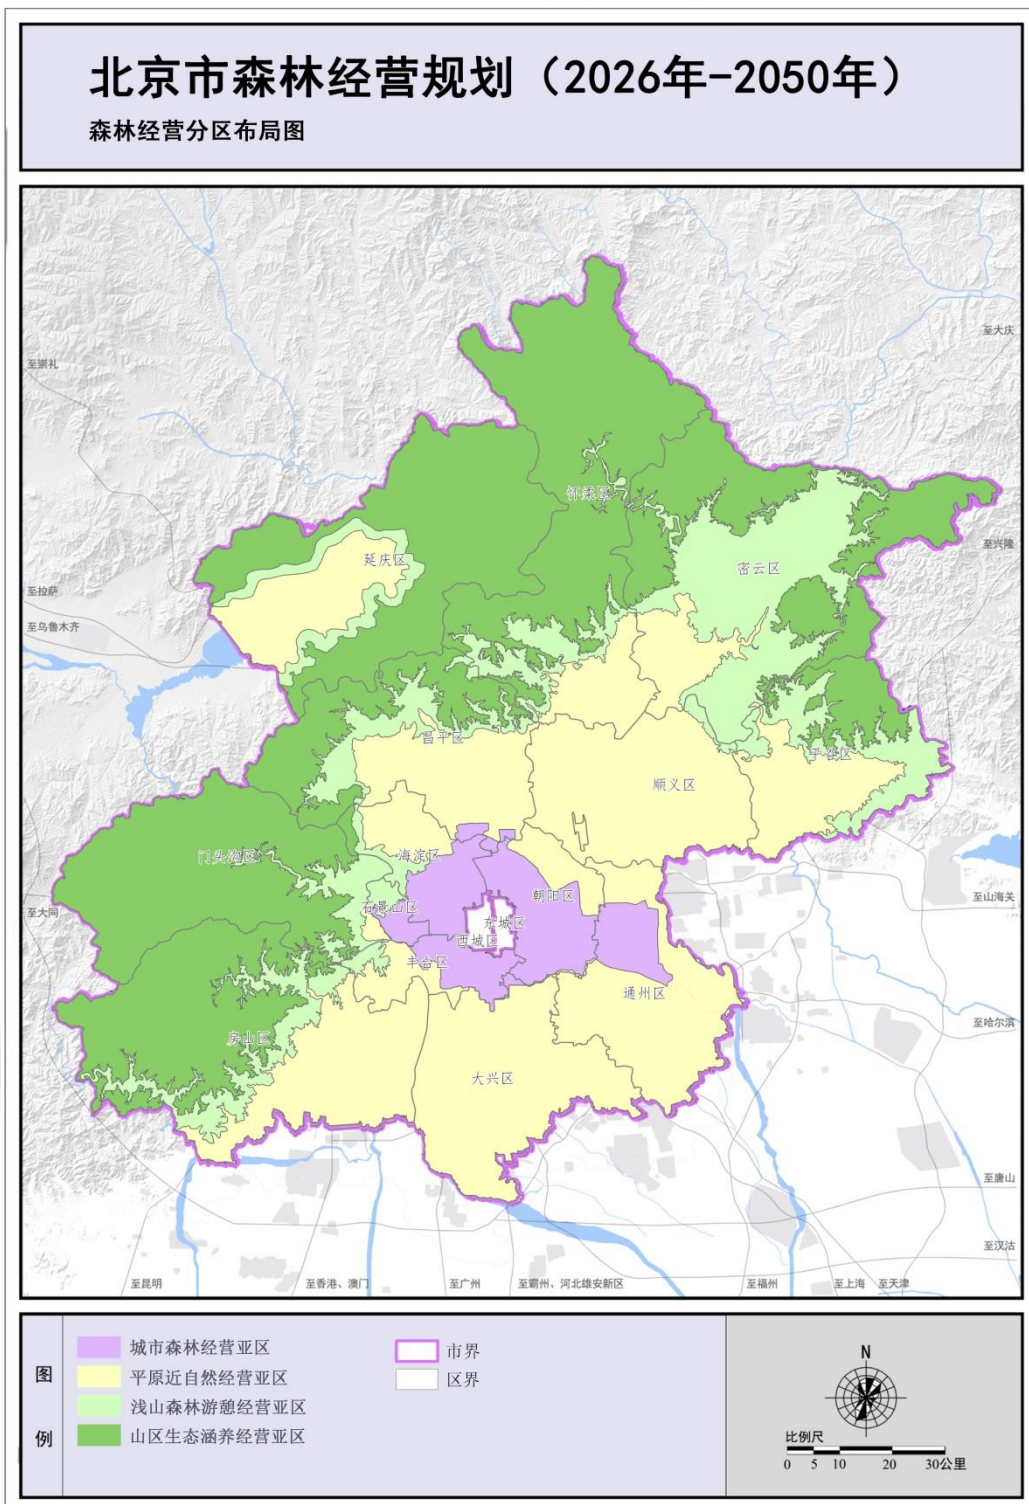 北京市森林经营规划（2026年-2050年）
森林经营分区布局图
至大庆
至崇礼
怀柔区
至兴隆
延庆区
密云区
至拉萨
至乌鲁木齐
昌平区
平谷区
顺义区
海淀区
门头沟区
朝阳区
至山海关
石景山区
至大同
东城区
西城区
丰台区
通州区
至哈尔滨
房山区
大兴区
至唐山
至汉沽
至昆明
至香港、澳门
至广州
至霸州、河北雄安新区
至福州
至上海
至天津
图例
城市森林经营亚区
平原近自然经营亚区
浅山森林游憩经营亚区
山区生态涵养经营亚区
市界
区界
N
比例尺
0 5 10 20 30公里